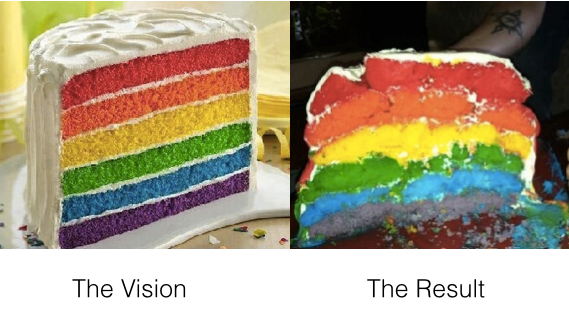 The Vision
The Result